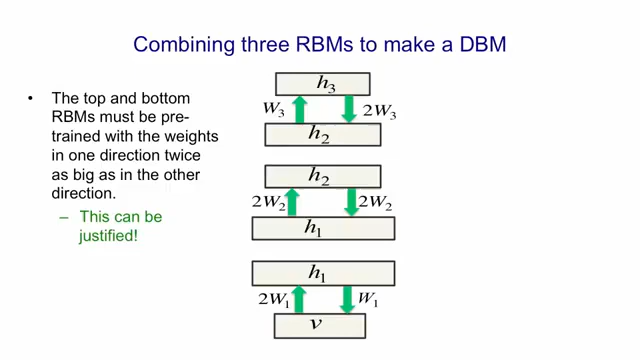 Combining three RBMs to make a DBM
• The top and bottom
RBMs must be pre-
trained with the weights
in one direction twice
as big as in the other
direction.
– This can be
justified!
h₃
W₃ 2W₃
h₂
h₂
2W₂ 2W₂
h₁
h₁
2W₁ W₁
v